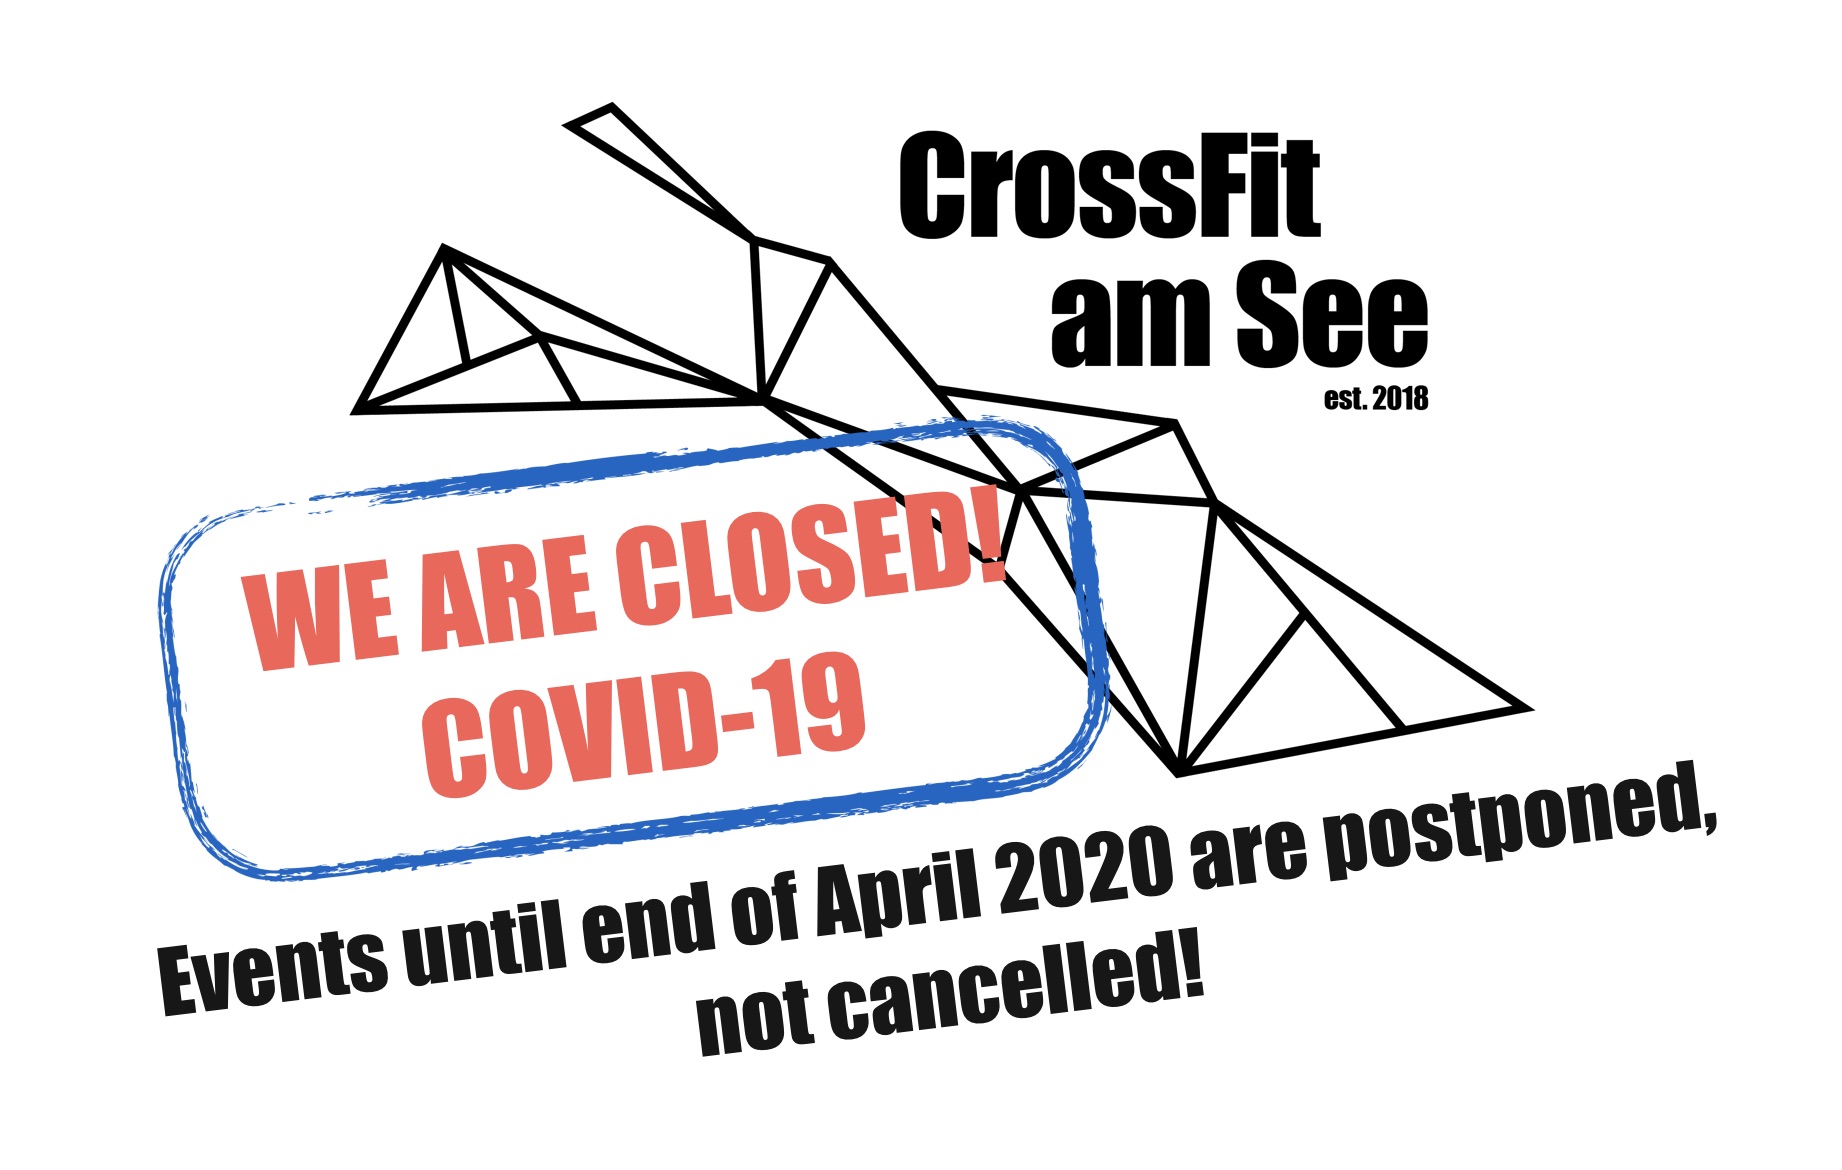 CrossFit
am See
est. 2018
WE ARE CLOSED!
COVID-19
Events until end of April 2020 are postponed,
not cancelled!